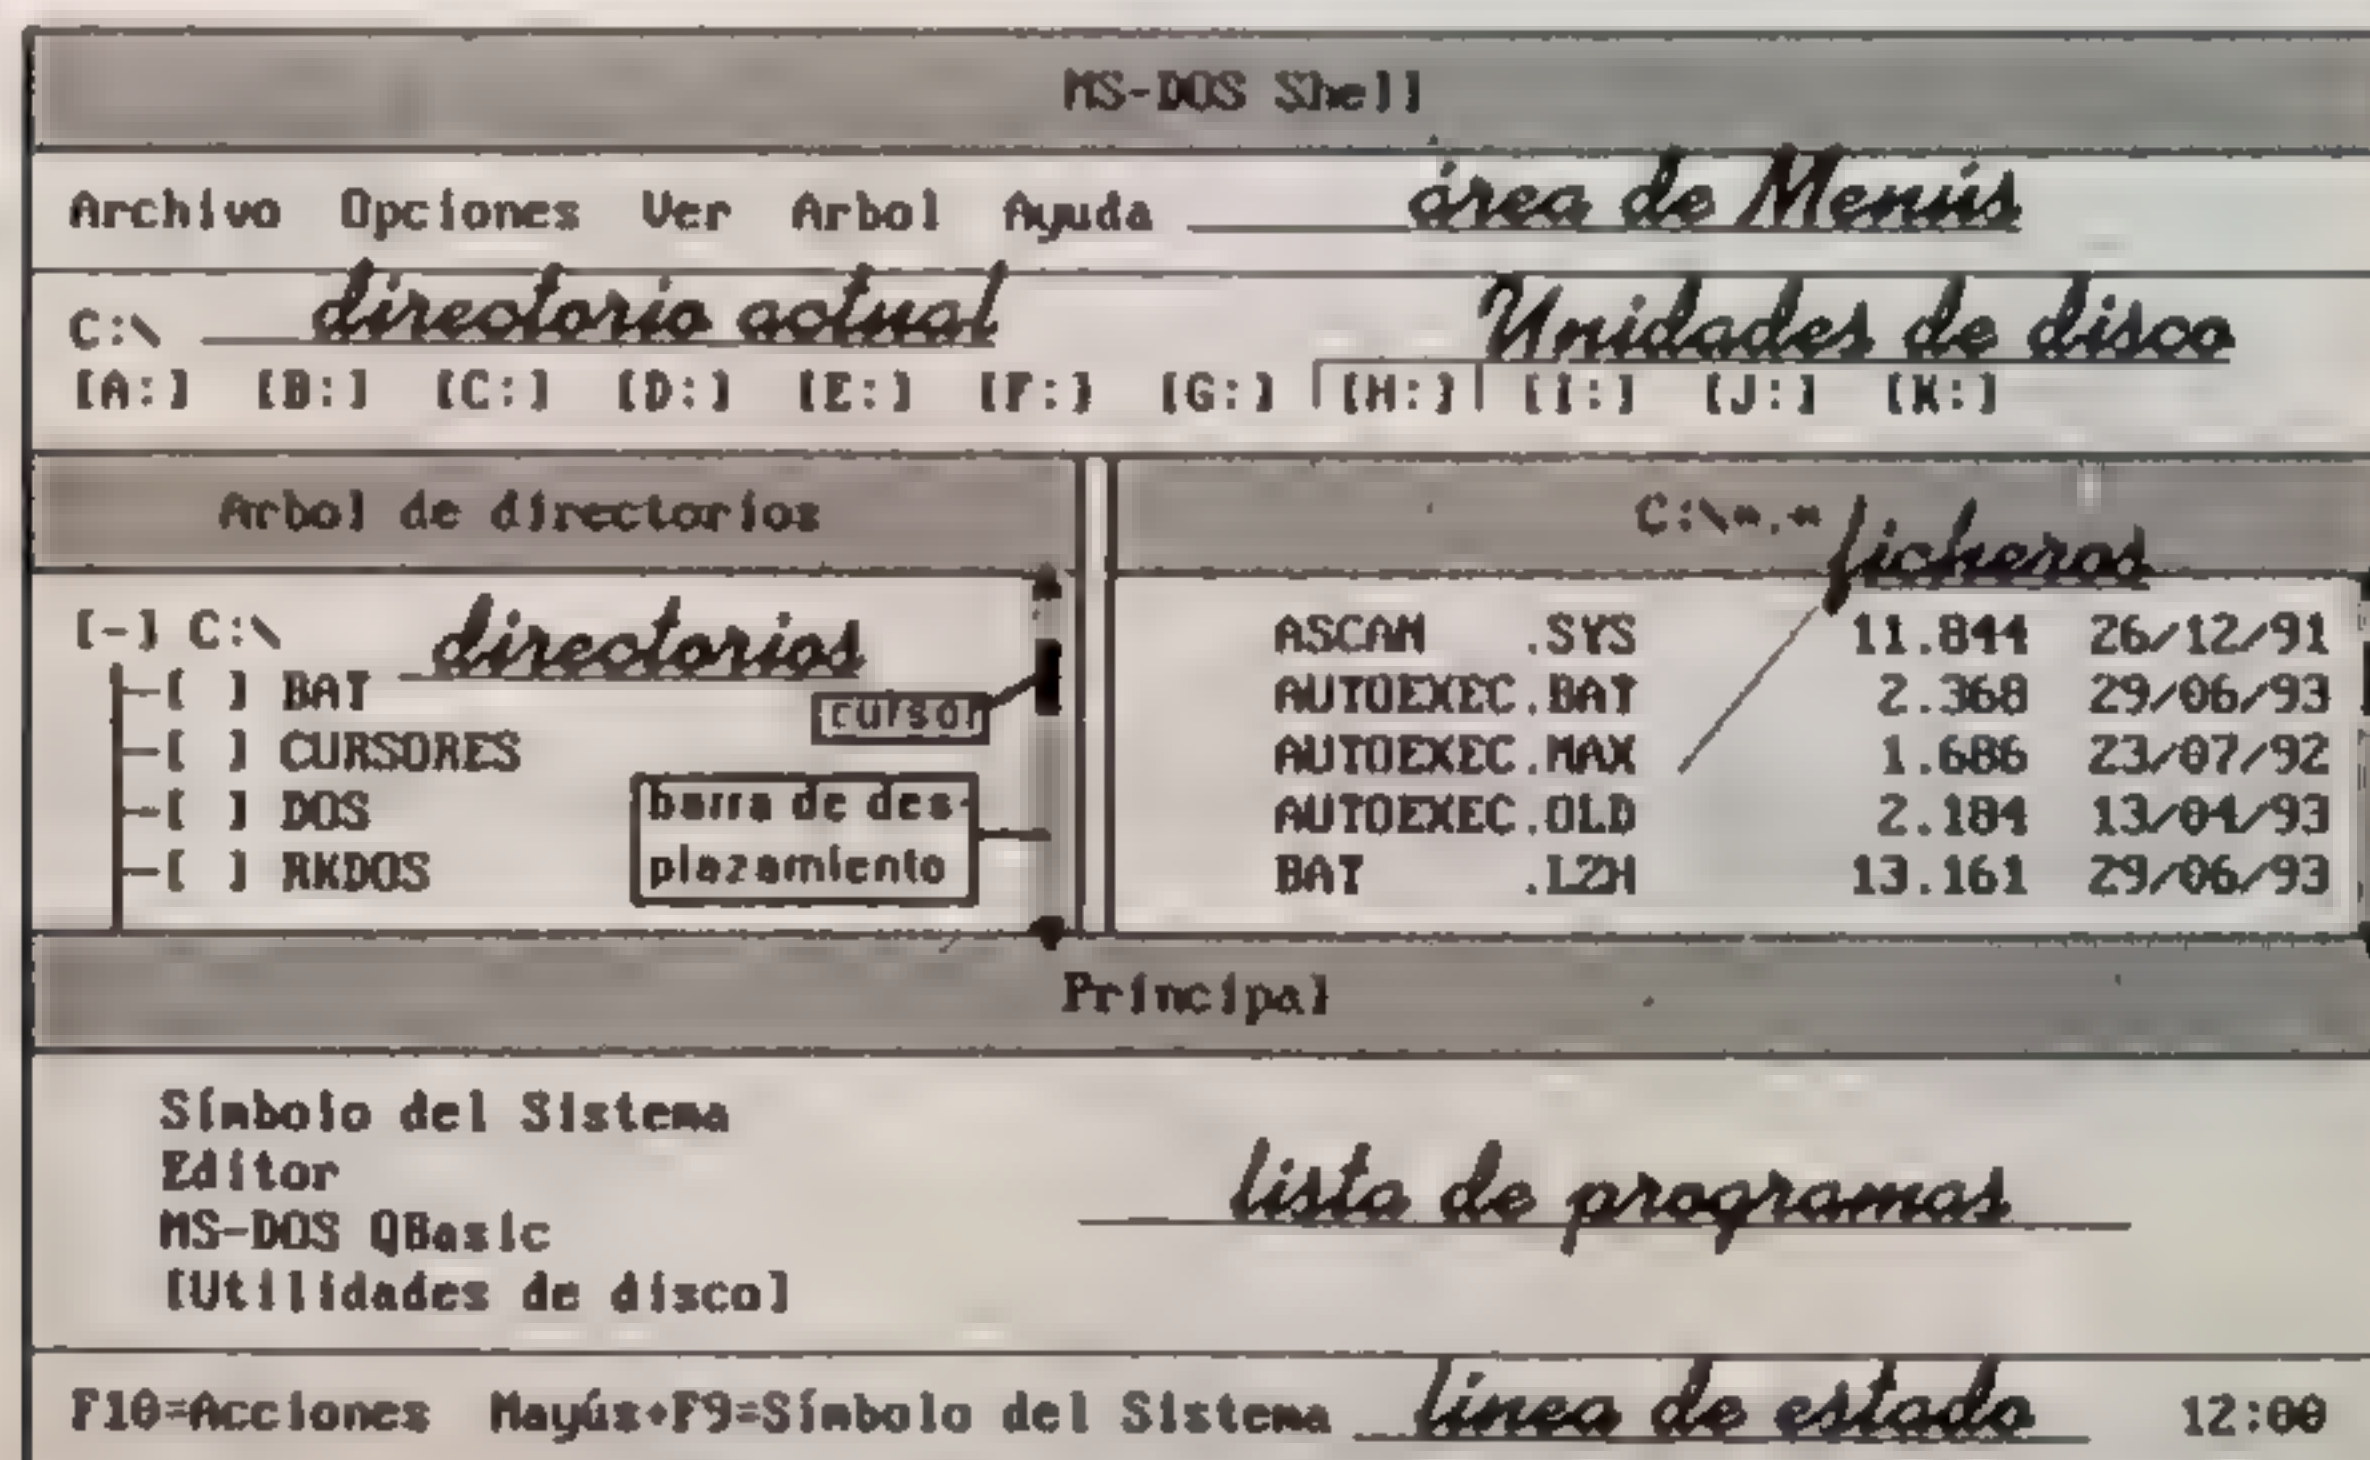 MS-DOS Shell
Archivo Opciones Ver Arbol Ayuda área de Menús
C:\ directorio actual Unidades de disco
[A:] [B:] [C:] [D:] [E:] [F:] [G:] [H:] [I:] [J:] [K:]
Arbol de directorios
C:\*.*
ficheros
[-] C:\ directorios
[ ] BAT
[ ] CURSORES
[ ] DOS
[ ] RKDOS
cursor
barra de des-
plazamiento
ASCAM .SYS 11.844 26/12/91
AUTOEXEC.BAT 2.368 29/06/93
AUTOEXEC.MAX 1.686 23/07/92
AUTOEXEC.OLD 2.184 13/04/93
BAT .LZH 13.161 29/06/93
Principal
Símbolo del Sistema
Editor
MS-DOS QBasic
[Utilidades de disco]
lista de programas
F10=Acciones Mayús+F9=Símbolo del Sistema línea de estado 12:00